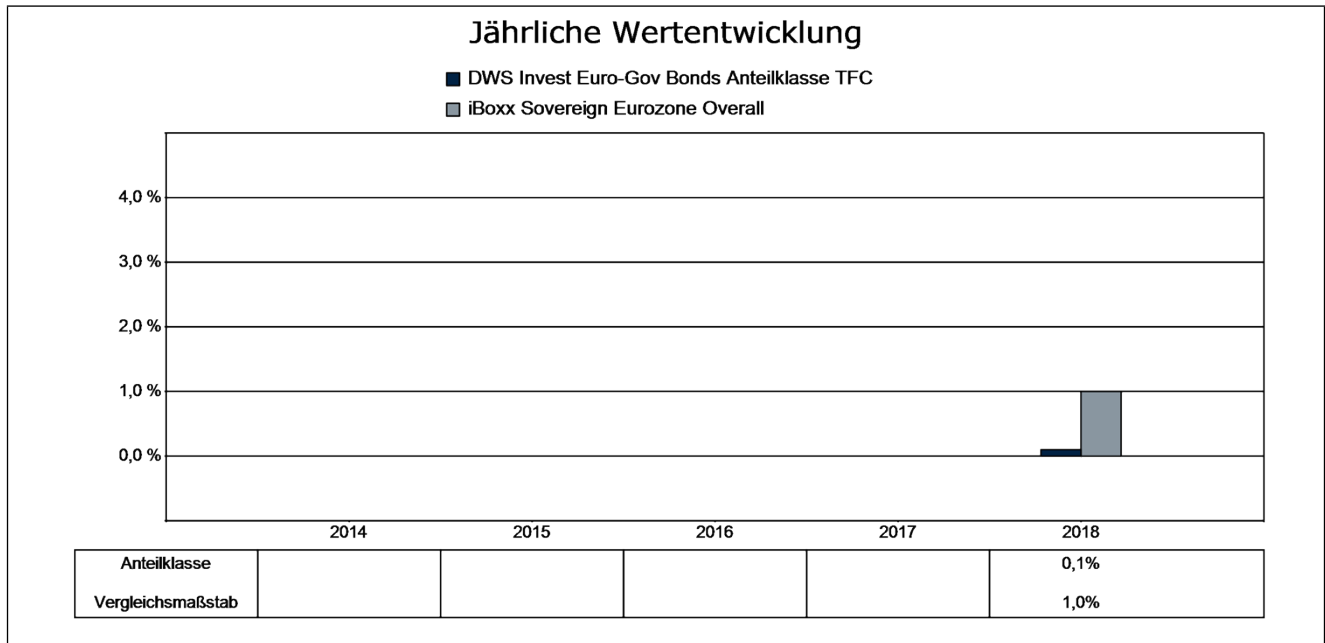 Jährliche Wertentwicklung
DWS Invest Euro-Gov Bonds Anteilklasse TFC
iBoxx Sovereign Eurozone Overall
4,0 %
3,0 %
2,0 %
1,0 %
0,0 %
2014 2015 2016 2017 2018
Anteilklasse 0,1%
Vergleichsmaßstab 1,0%